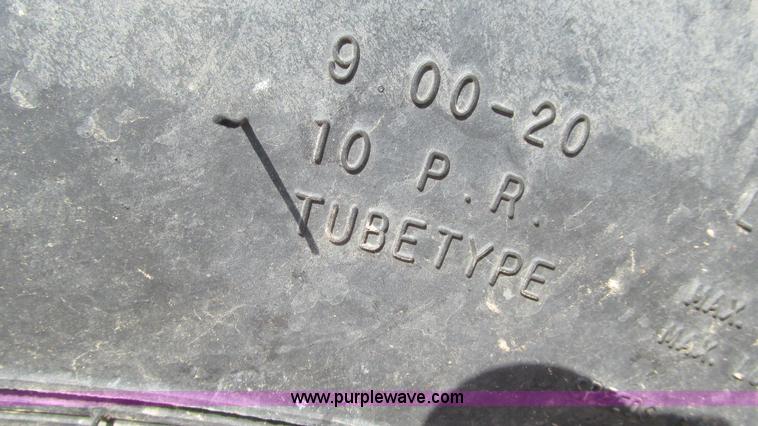 9 00-20
10 P.R.
TUBETYPE
MAX.
MAX.
www.purplewave.com